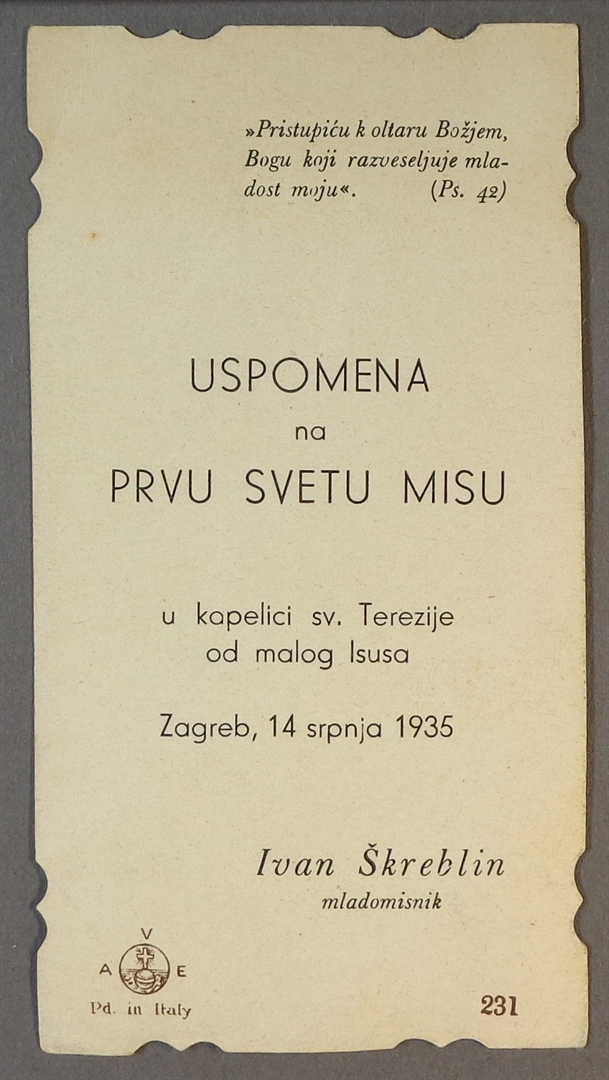 »Pristupiću k oltaru Božjem,
Bogu koji razveseljuje mla-
dost moju«. (Ps. 42)
USPOMENA
na
PRVU SVETU MISU
u kapelici sv. Terezije
od malog Isusa
Zagreb, 14 srpnja 1935
Ivan Škreblin
mladomisnik
A V E
Pd. in Italy
231